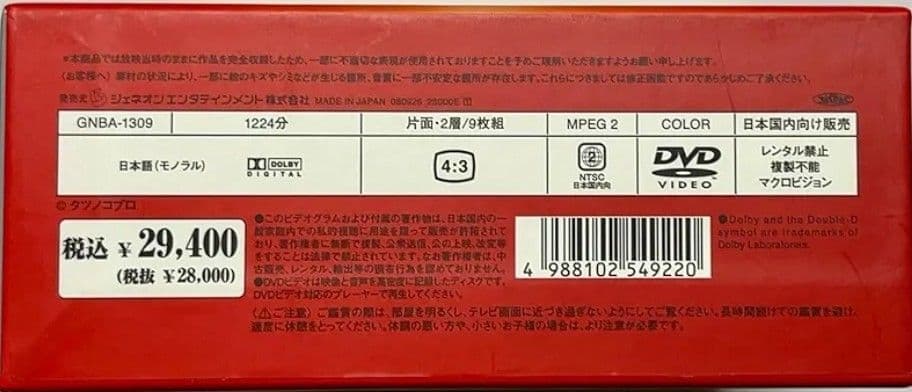 ※本商品では放映当時のままに作品を完全収録したため、一部に不適切な表現が使用されておりますことを予めご理解いただきますようお願い申し上げます。
〈お客様へ〉素材の状況により、一部に絵のキズやシミなどが生じる箇所、音質に一部不安定な箇所が存在します。これらにつきましては修正困難ですのであらかじめご了承ください。
発売元 ジェネオン エンタテインメント株式会社 MADE IN JAPAN 080926 28000E
GNBA-1309 1224分 片面・2層/9枚組 MPEG 2 COLOR 日本国内向け販売
日本語(モノラル) DOLBY DIGITAL 4:3 2 NTSC 日本国内向 DVD VIDEO レンタル禁止
複製不能
マクロビジョン
© タツノコプロ
税込 ¥29,400
(税抜 ¥28,000)
●このビデオグラムおよび付属の著作物は、日本国内の一
般家庭内での私的視聴に用途を限って販売が許諾されて
おり、著作権者に無断で複製、公衆送信、公の上映、改変等
をすることは法律で禁止されています。なお著作権者は、中
古販売、レンタル、輸出等の頒布行為を認めておりません。
●DVDビデオは映像と音声を高密度に記録したディスクです。
DVDビデオ対応のプレーヤーで再生してください。
4 988102 549220
●Dolby and the Double-D
symbol are trademarks of
Dolby Laboratories.
〈⚠ご注意〉ご鑑賞の際は、部屋を明るくし、テレビ画面に近づき過ぎないようにしてご覧ください。長時間続けての鑑賞を避け、
適度に休憩をとってください。体調の悪い方や、小さいお子様の場合は、より注意が必要です。